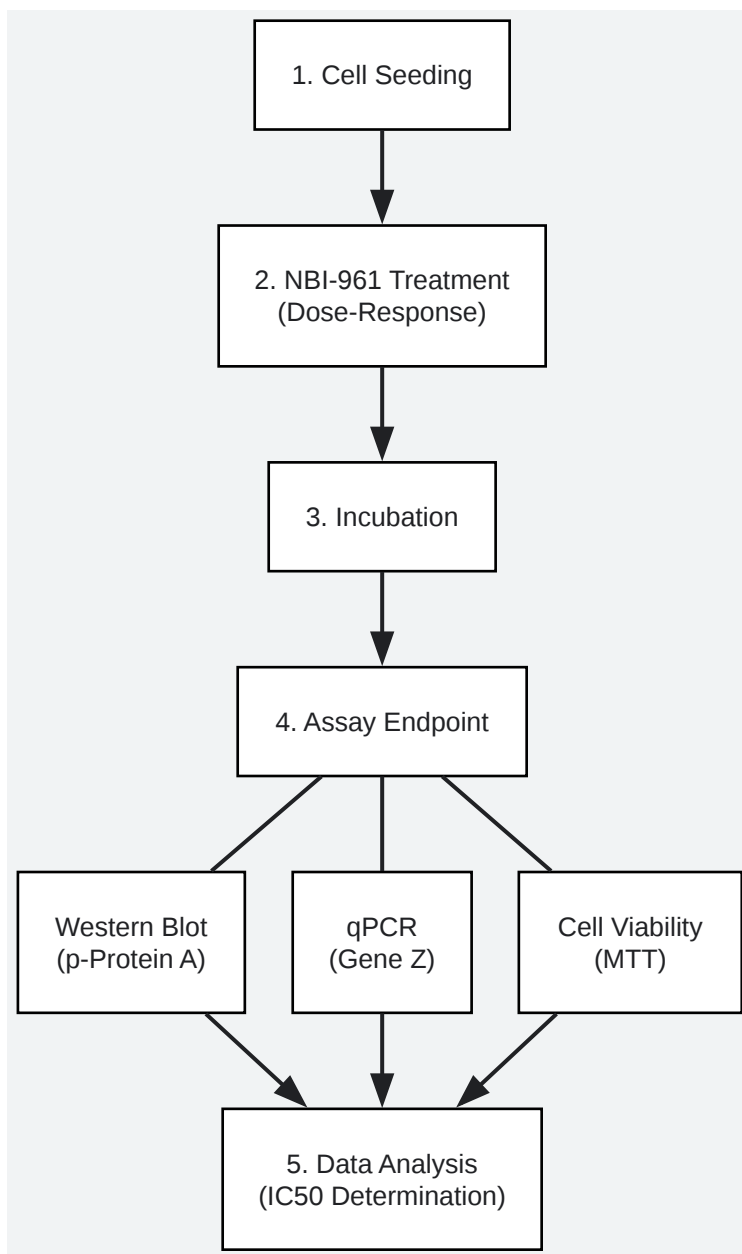 1. Cell Seeding
2. NBI-961 Treatment
(Dose-Response)
3. Incubation
4. Assay Endpoint
Western Blot
(p-Protein A)
qPCR
(Gene Z)
Cell Viability
(MTT)
5. Data Analysis
(IC50 Determination)